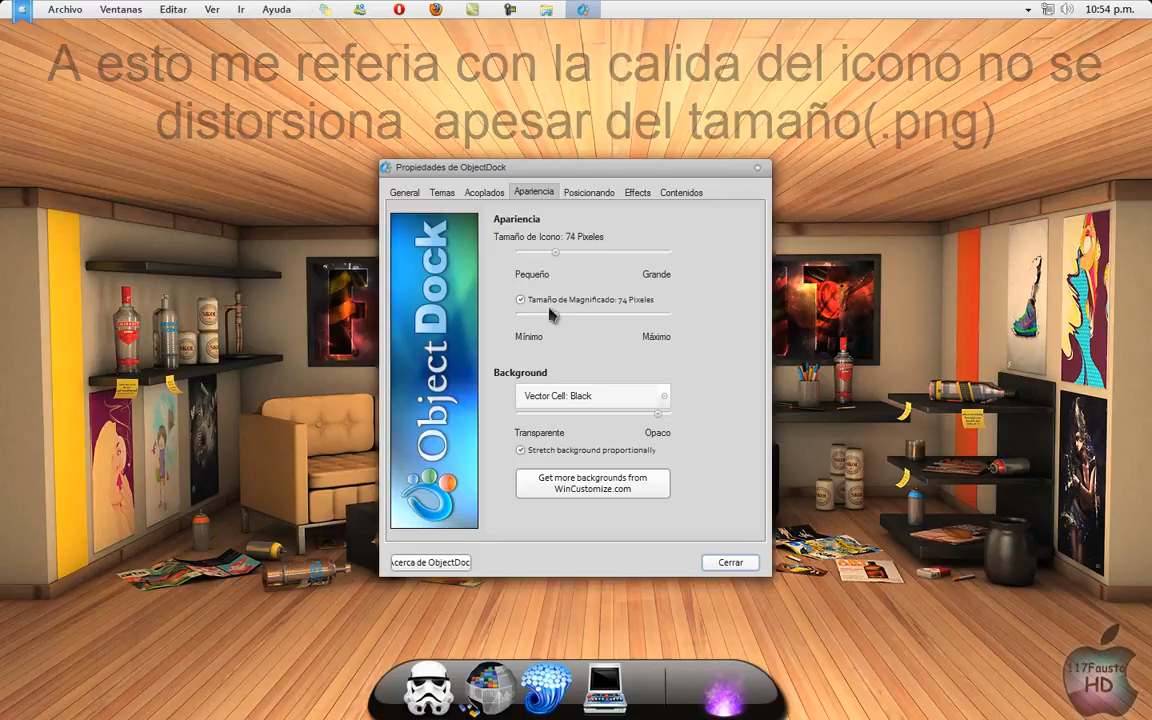 Archivo Ventanas Editar Ver Ir Ayuda 10:54 p.m.
A esto me referia con la calida del icono no se
distorsiona apesar del tamaño(.png)
Propiedades de ObjectDock
General Temas Acoplados Apariencia Posicionando Effects Contenidos
ObjectDock
Apariencia
Tamaño de Icono: 74 Pixeles
Pequeño Grande
Tamaño de Magnificado: 74 Pixeles
Mínimo Máximo
Background
Vector Cell: Black
Transparente Opaco
Stretch background proportionally
Get more backgrounds from
WinCustomize.com
Acerca de ObjectDoc
Cerrar
SKOL
SKOL
117Fausto
HD